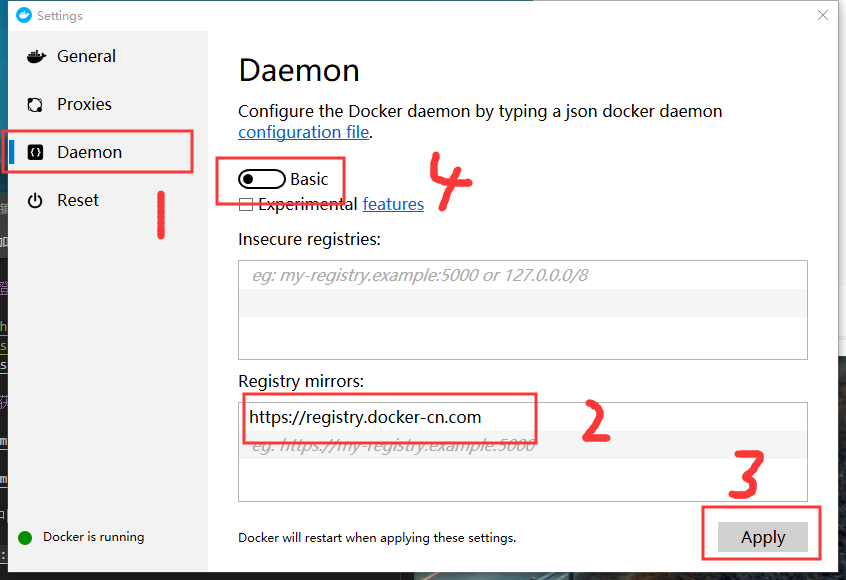 Settings
General
Proxies
Daemon
Reset
1
Docker is running
Daemon
Configure the Docker daemon by typing a json docker daemon
configuration file.
Basic
4
Experimental features
Insecure registries:
eg: my-registry.example:5000 or 127.0.0.0/8
Registry mirrors:
https://registry.docker-cn.com
2
eg: https://my-registry.example:5000
3
Docker will restart when applying these settings.
Apply